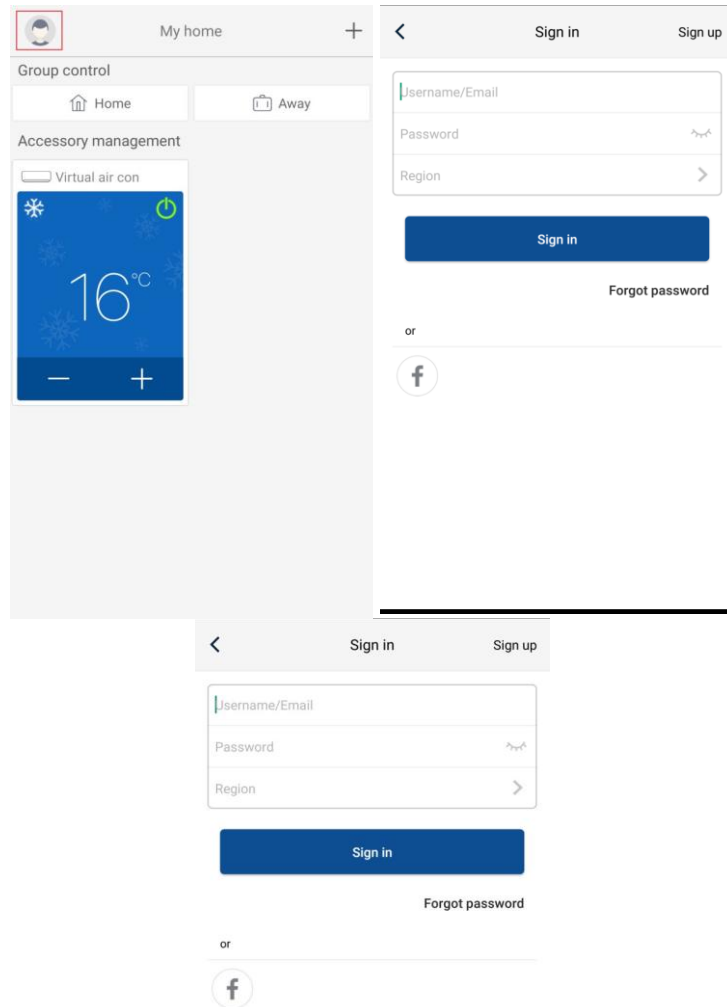 My home
Group control
Home
Away
Accessory management
Virtual air con
16°C
Sign in
Sign up
Username/Email
Password
Region
Sign in
Forgot password
or
f
Sign in
Sign up
Username/Email
Password
Region
Sign in
Forgot password
or
f